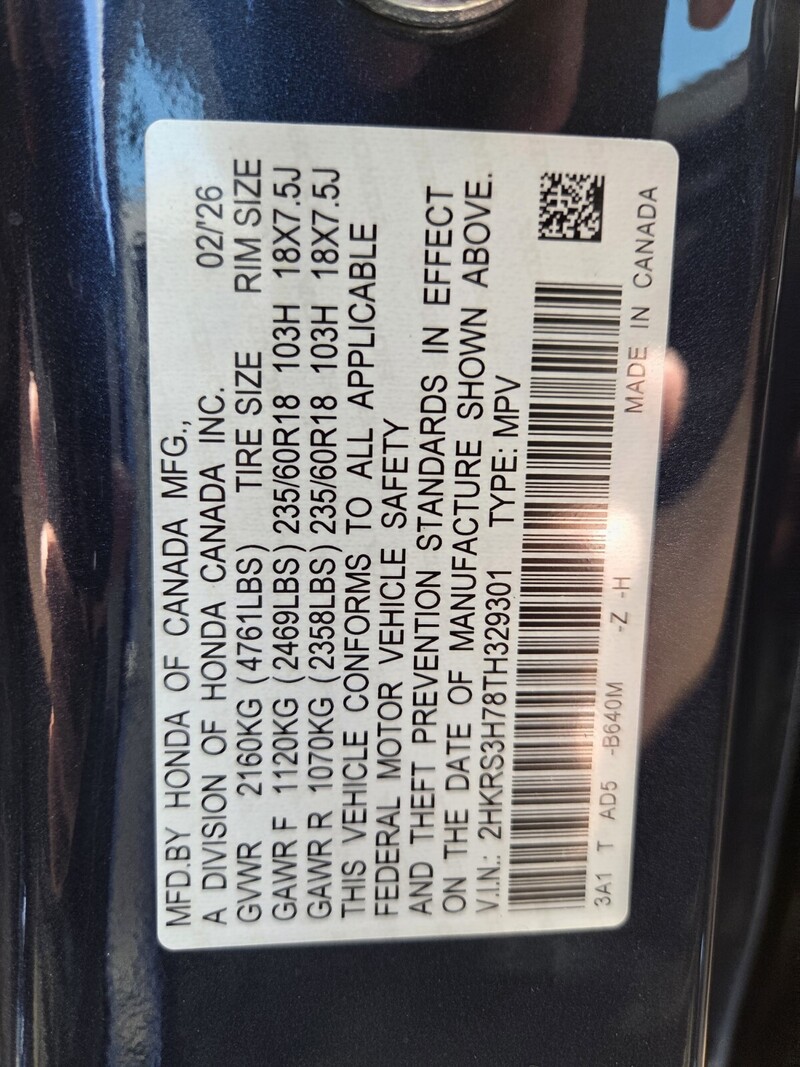 MFD.BY HONDA OF CANADA MFG.,
A DIVISION OF HONDA CANADA INC. 02/'26
GVWR 2160KG (4761LBS) TIRE SIZE RIM SIZE
GAWR F 1120KG (2469LBS) 235/60R18 103H 18X7.5J
GAWR R 1070KG (2358LBS) 235/60R18 103H 18X7.5J
THIS VEHICLE CONFORMS TO ALL APPLICABLE
FEDERAL MOTOR VEHICLE SAFETY
AND THEFT PREVENTION STANDARDS IN EFFECT
ON THE DATE OF MANUFACTURE SHOWN ABOVE.
V.I.N.: 2HKRS3H78TH329301 TYPE: MPV
3A1 T AD5 -B640M -Z -H
MADE IN CANADA